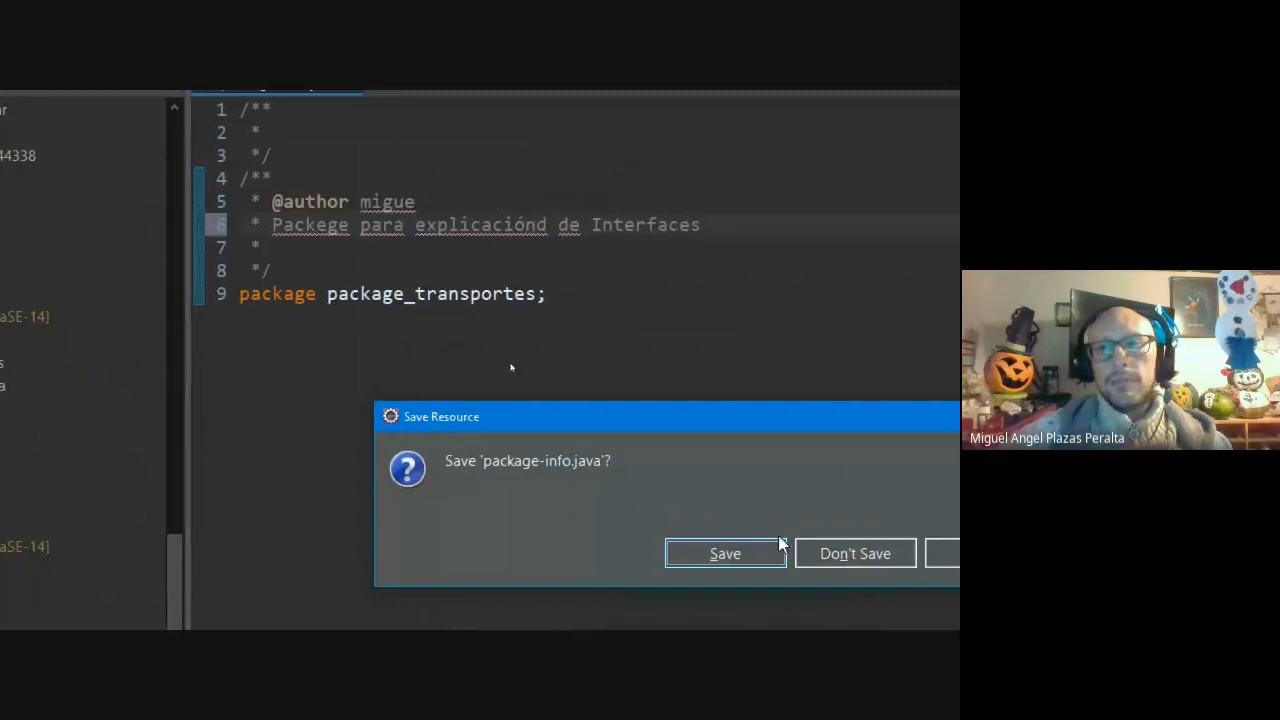 ar
44338
aSE-14]
s
a
aSE-14]
1 /**
2 *
3 */
4 /**
5 * @author migue
6 * Packege para explicaciónd de Interfaces
7 *
8 */
9 package package_transportes;
Save Resource
Save 'package-info.java'?
Save Don't Save
Miguel Angel Plazas Peralta